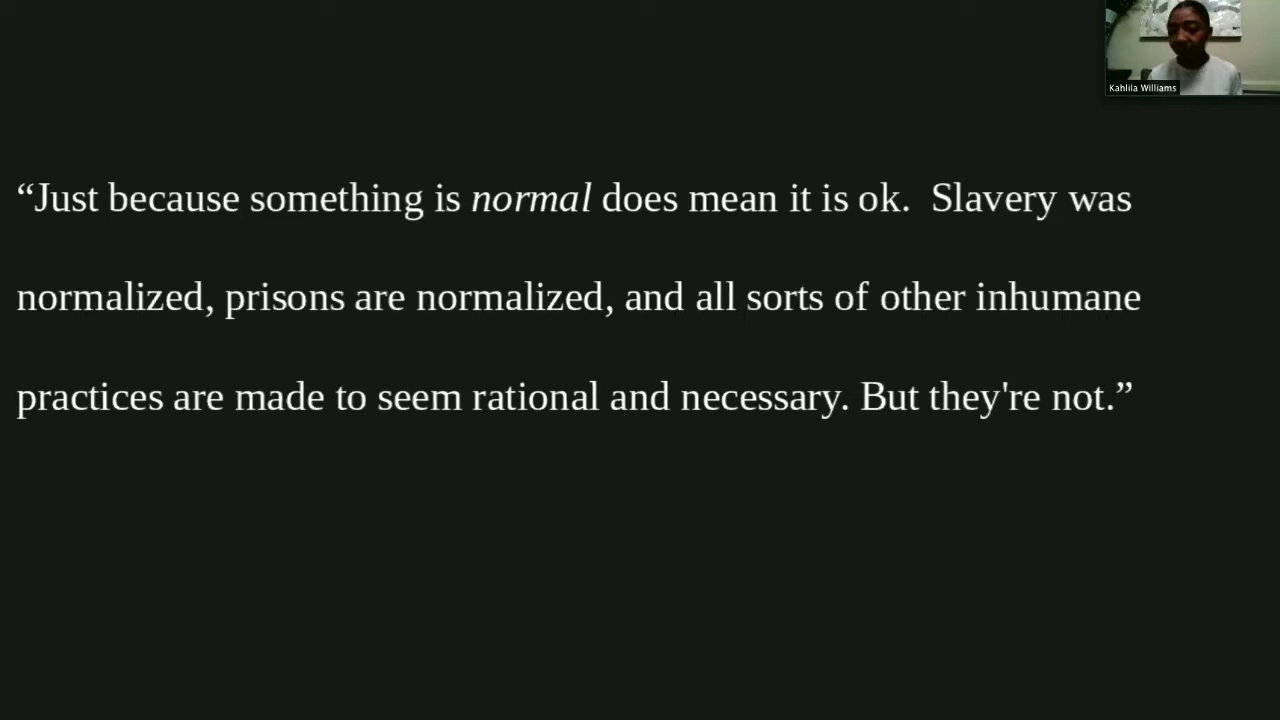 Kahlila Williams
“Just because something is normal does mean it is ok.  Slavery was
normalized, prisons are normalized, and all sorts of other inhumane
practices are made to seem rational and necessary. But they're not.”